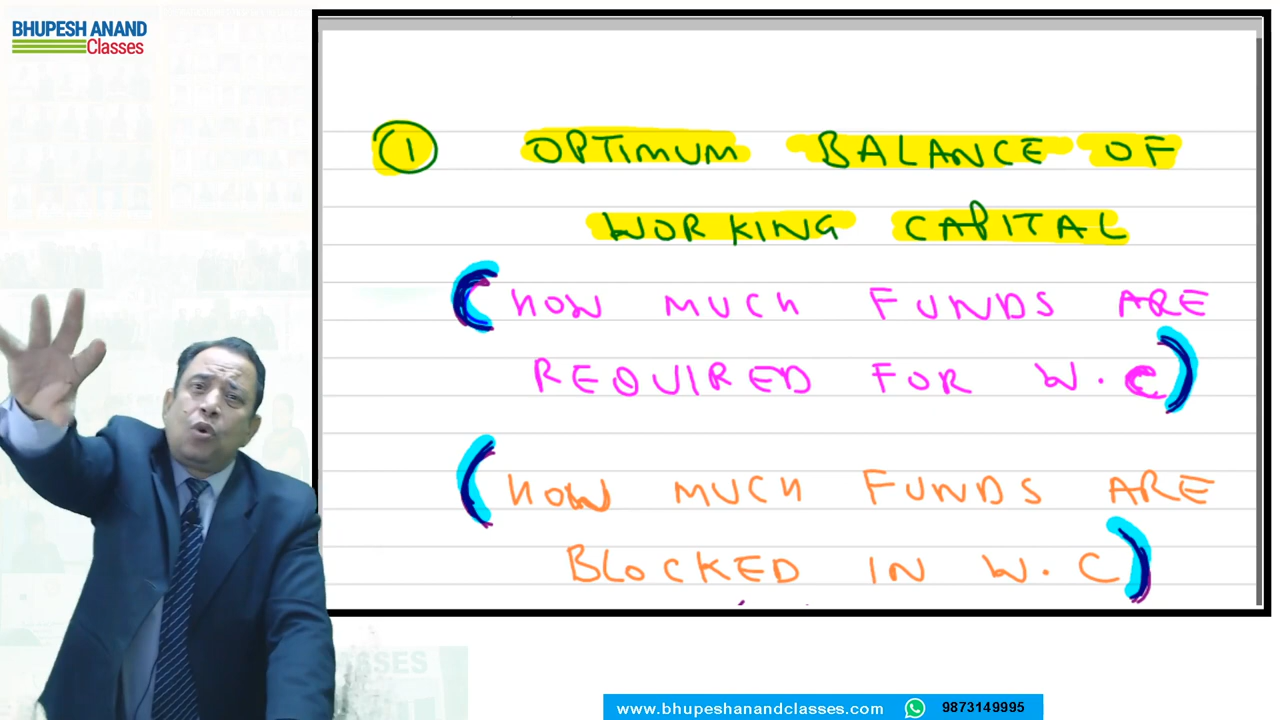 BHUPESH ANAND
Classes
1 OPTIMUM BALANCE OF
WORKING CAPITAL
(HOW MUCH FUNDS ARE
REQUIRED FOR W.C)
(HOW MUCH FUNDS ARE
BLOCKED IN W.C)
www.bhupeshanandclasses.com 9873149995